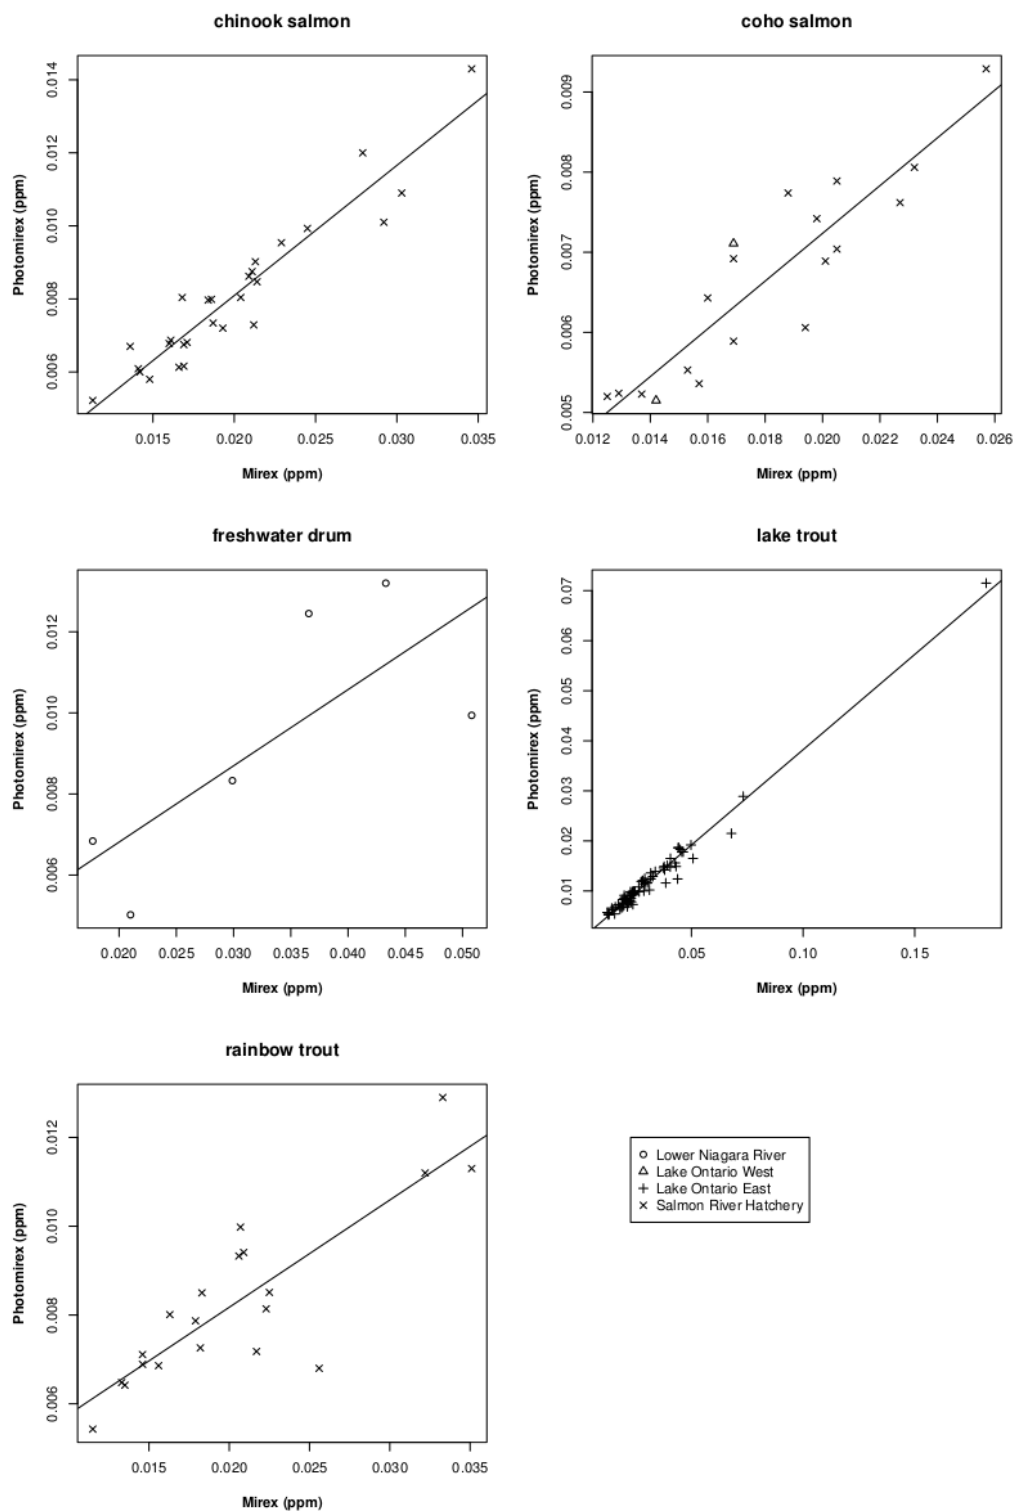 chinook salmon
Photomirex (ppm)
0.006 0.008 0.010 0.012 0.014
0.015 0.020 0.025 0.030 0.035
Mirex (ppm)
coho salmon
Photomirex (ppm)
0.005 0.006 0.007 0.008 0.009
0.012 0.014 0.016 0.018 0.020 0.022 0.024 0.026
Mirex (ppm)
freshwater drum
Photomirex (ppm)
0.006 0.008 0.010 0.012
0.020 0.025 0.030 0.035 0.040 0.045 0.050
Mirex (ppm)
lake trout
Photomirex (ppm)
0.01 0.02 0.03 0.04 0.05 0.06 0.07
0.05 0.10 0.15
Mirex (ppm)
rainbow trout
Photomirex (ppm)
0.006 0.008 0.010 0.012
0.015 0.020 0.025 0.030 0.035
Mirex (ppm)
Lower Niagara River
Lake Ontario West
Lake Ontario East
Salmon River Hatchery